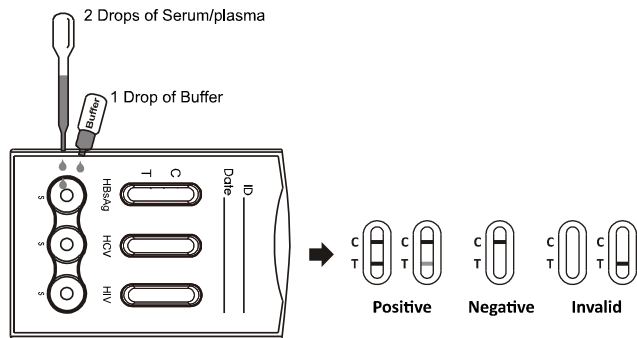 2 Drops of Serum/plasma
1 Drop of Buffer
Buffer
S HBsAg T C Date ID
S HCV
S HIV
C T
C T
Positive
C T
Negative
C T
C T
Invalid